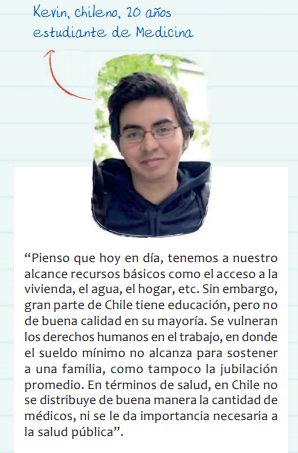 Kevin, chileno, 20 años
estudiante de Medicina
“Pienso que hoy en día, tenemos a nuestro
alcance recursos básicos como el acceso a la
vivienda, el agua, el hogar, etc. Sin embargo,
gran parte de Chile tiene educación, pero no
de buena calidad en su mayoría. Se vulneran
los derechos humanos en el trabajo, en donde
el sueldo mínimo no alcanza para sostener
a una familia, como tampoco la jubilación
promedio. En términos de salud, en Chile no
se distribuye de buena manera la cantidad de
médicos, ni se le da importancia necesaria a
la salud pública”.